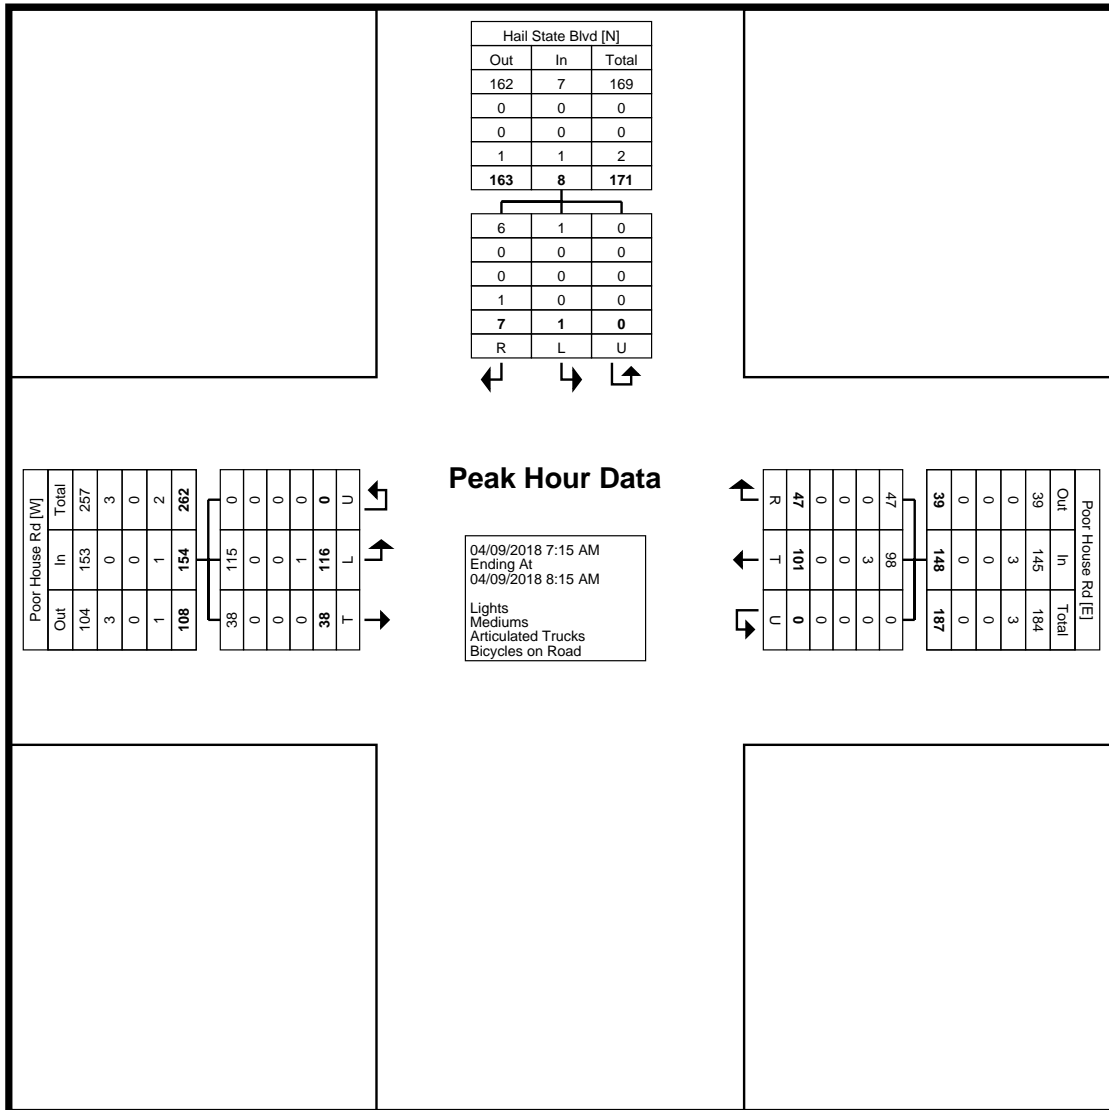 Hail State Blvd [N]
Out In Total
162 7 169
0 0 0
0 0 0
1 1 2
163 8 171
6 1 0
0 0 0
0 0 0
1 0 0
7 1 0
R L U
Peak Hour Data
04/09/2018 7:15 AM
Ending At
04/09/2018 8:15 AM
Lights
Mediums
Articulated Trucks
Bicycles on Road
Poor House Rd [W]
Out In Total
104 153 257
3 0 3
0 0 0
1 1 2
108 154 262
38 115 0
0 0 0
0 0 0
0 1 0
38 116 0
T L U
Poor House Rd [E]
Out In Total
39 145 184
0 3 3
0 0 0
0 0 0
39 148 187
47 98 0
0 3 0
0 0 0
0 0 0
47 101 0
R T U